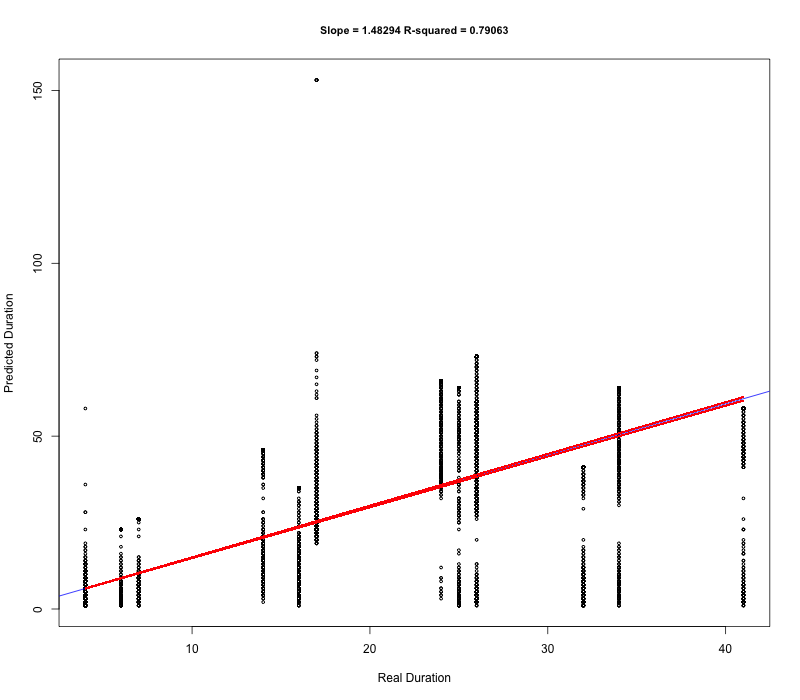 Slope = 1.48294 R-squared = 0.79063
150
100
50
0
Predicted Duration
10 20 30 40
Real Duration